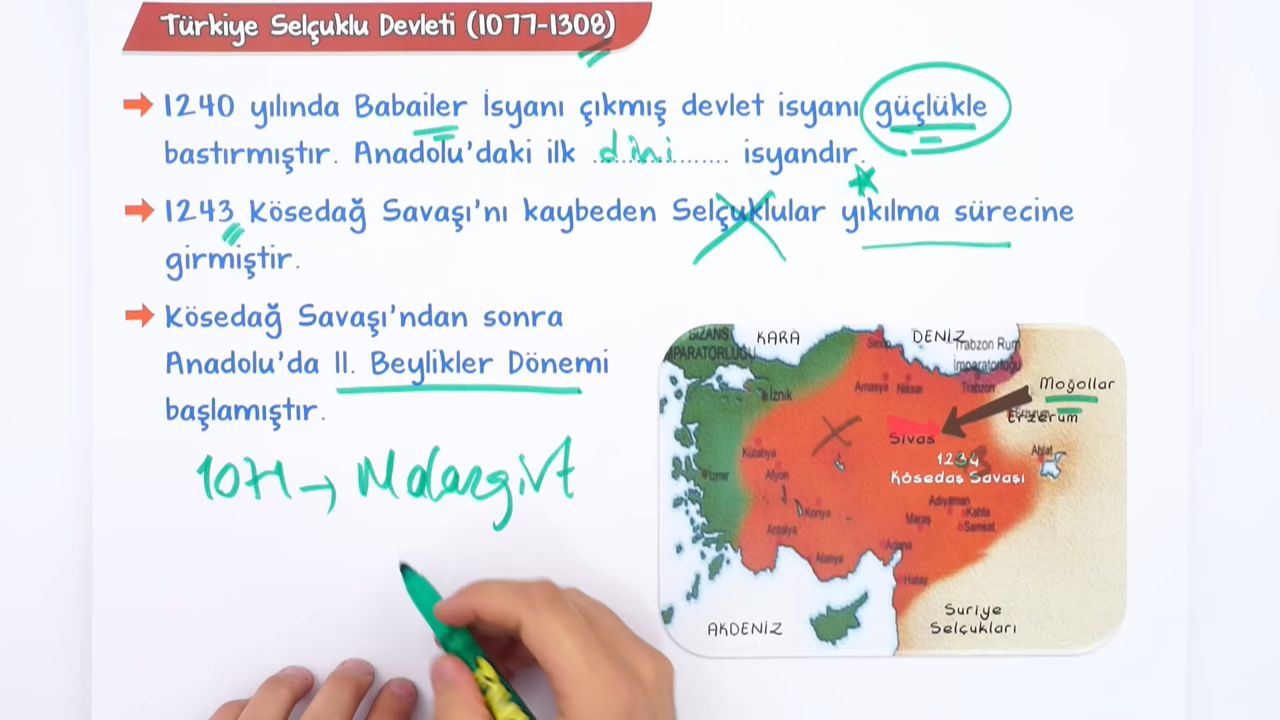 Türkiye Selçuklu Devleti (1077-1308)
1240 yılında Babailer İsyanı çıkmış devlet isyanı güçlükle
bastırmıştır. Anadolu'daki ilk ..dini........ isyandır.
1243 Kösedağ Savaşı'nı kaybeden Selçuklular yıkılma sürecine
girmiştir.
Kösedağ Savaşı'ndan sonra
Anadolu'da II. Beylikler Dönemi
başlamıştır.
1071 → Malazgirt
BİZANS
İMPARATORLUĞU
KARA
DENİZ
Sinop
Trabzon Rum
İmparatorluğu
Trabzon
Amasya
Niksar
İznik
Moğollar
Erzurum
Erzerum
Sivas
1234
Kösedaş Savaşı
Ahlat
Kütahya
Afyon
İzmir
Konya
Antalya
Alanya
Adıyaman
Kahta
Maraş
Samsat
Adana
Hatay
AKDENİZ
Suriye
Selçukları